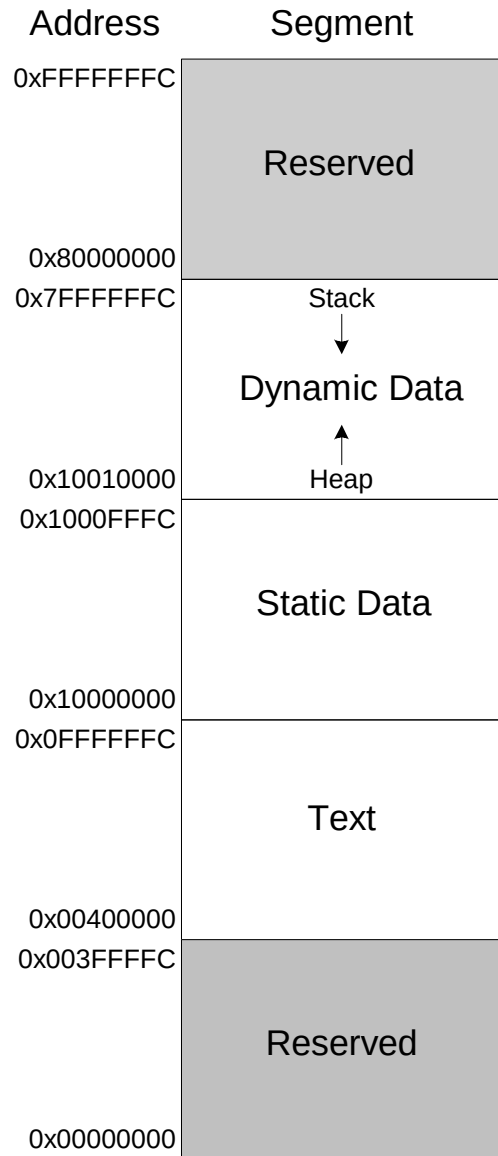 Address Segment
0xFFFFFFFC
Reserved
0x80000000
0x7FFFFFFC Stack
Dynamic Data
0x10010000 Heap
0x1000FFFC
Static Data
0x10000000
0x0FFFFFFC
Text
0x00400000
0x003FFFFC
Reserved
0x00000000